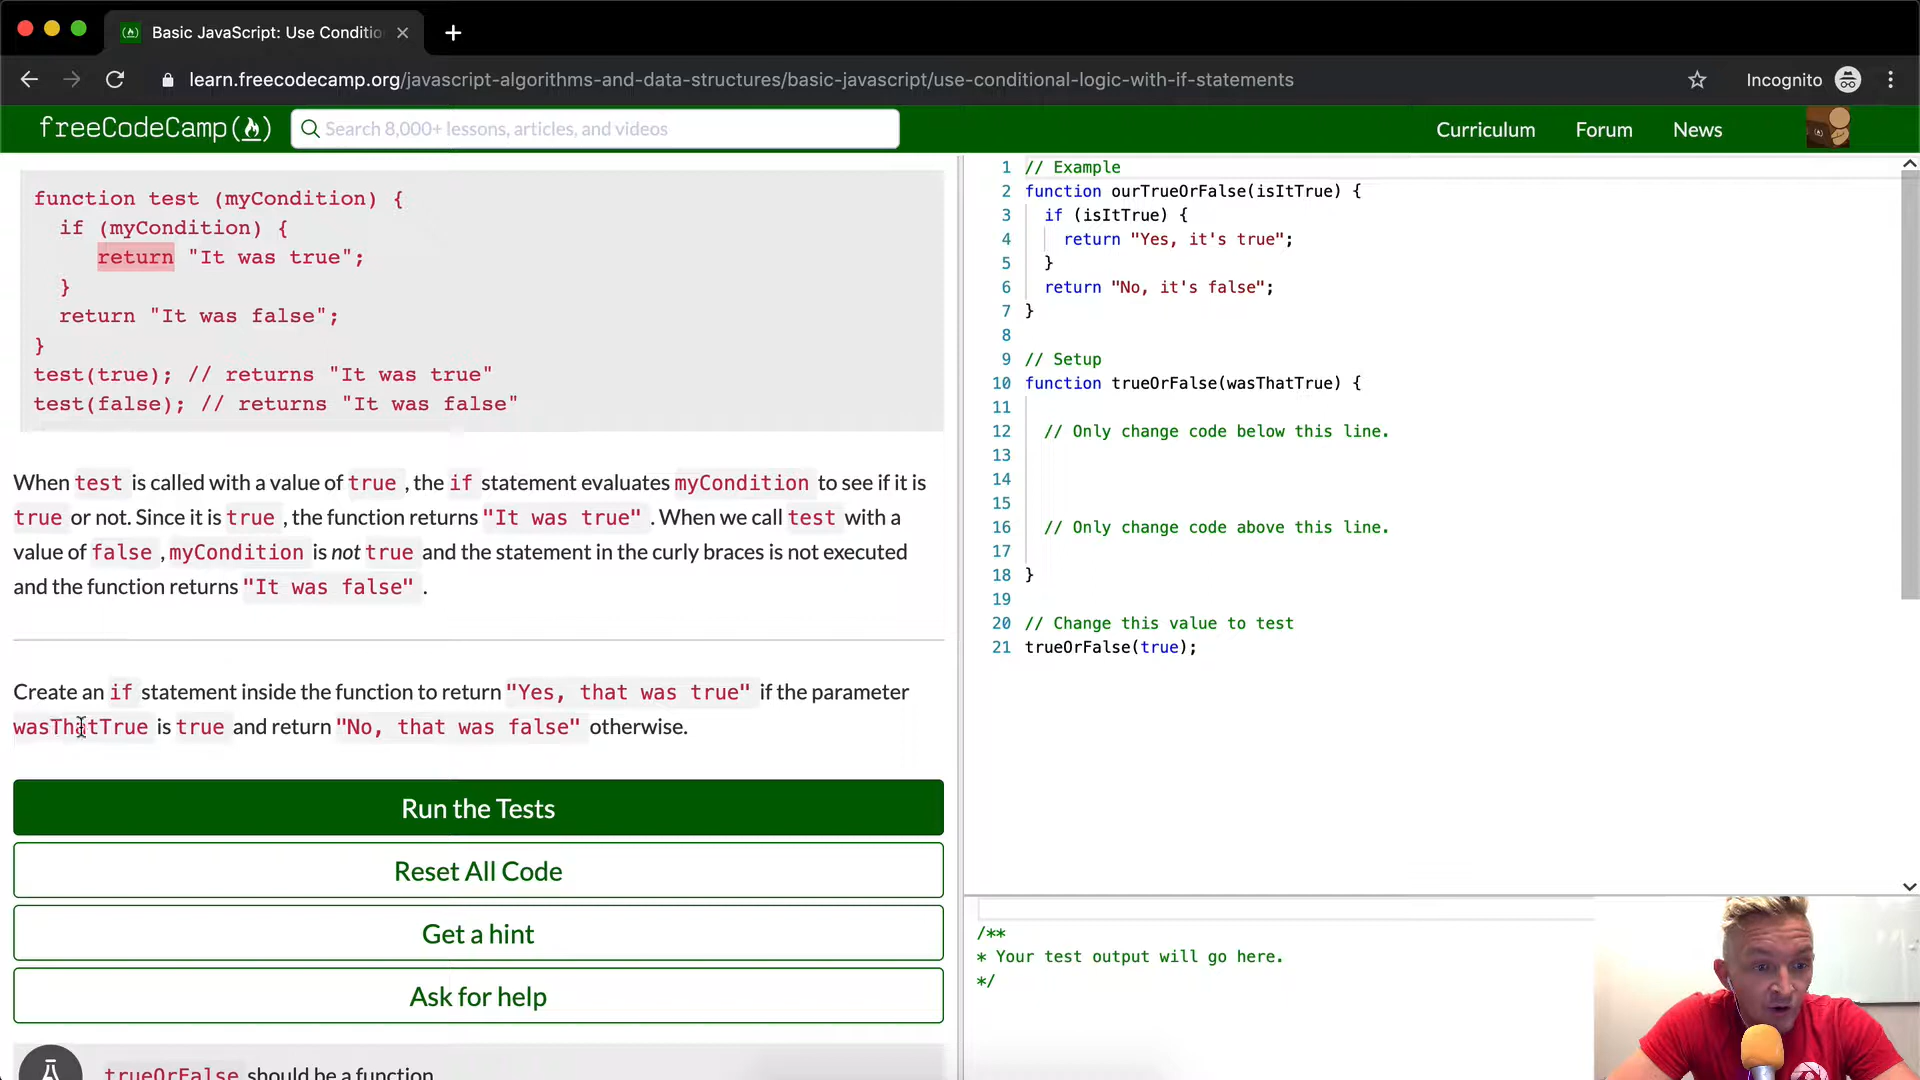 Basic JavaScript: Use Conditio
learn.freecodecamp.org/javascript-algorithms-and-data-structures/basic-javascript/use-conditional-logic-with-if-statements
Incognito
freeCodeCamp
Search 8,000+ lessons, articles, and videos
Curriculum
Forum
News
function test (myCondition) {
if (myCondition) {
return "It was true";
}
return "It was false";
}
test(true); // returns "It was true"
test(false); // returns "It was false"
When test is called with a value of true , the if statement evaluates myCondition to see if it is
true or not. Since it is true , the function returns "It was true" . When we call test with a
value of false , myCondition is not true and the statement in the curly braces is not executed
and the function returns "It was false" .
Create an if statement inside the function to return "Yes, that was true" if the parameter
wasThatTrue is true and return "No, that was false" otherwise.
Run the Tests
Reset All Code
Get a hint
Ask for help
trueOrFalse should be a function
1 // Example
2 function ourTrueOrFalse(isItTrue) {
3 if (isItTrue) {
4 return "Yes, it's true";
5 }
6 return "No, it's false";
7 }
8
9 // Setup
10 function trueOrFalse(wasThatTrue) {
11
12 // Only change code below this line.
13
14
15
16 // Only change code above this line.
17
18 }
19
20 // Change this value to test
21 trueOrFalse(true);
/**
* Your test output will go here.
*/